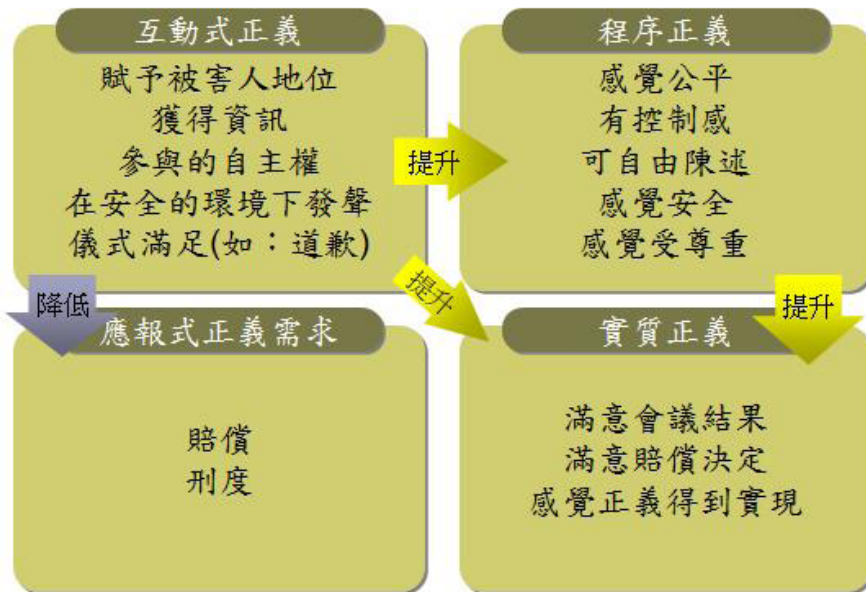 互動式正義
賦予被害人地位
獲得資訊
參與的自主權
在安全的環境下發聲
儀式滿足(如：道歉)
提升
程序正義
感覺公平
有控制感
可自由陳述
感覺安全
感覺受尊重
降低
提升
提升
應報式正義需求
賠償
刑度
實質正義
滿意會議結果
滿意賠償決定
感覺正義得到實現